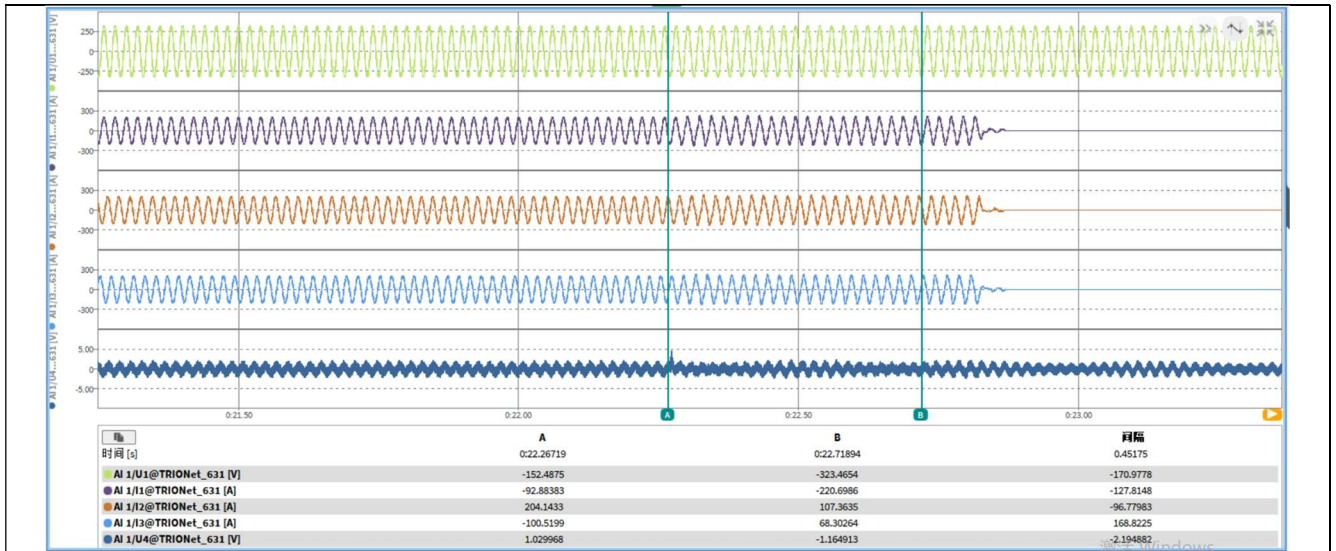 AI 1/U1...631 [V]
250
0
-250
AI 1/I1...631 [A]
300
0
-300
AI 1/I2...631 [A]
300
0
-300
AI 1/I3...631 [A]
300
0
-300
AI 1/U4...631 [V]
5.00
0
-5.00
0:21.50 0:22.00 A 0:22.50 B 0:23.00
A B 间隔
时间 [s] 0:22.26719 0:22.71894 0.45175
AI 1/U1@TRIONet_631 [V] -152.4875 -323.4654 -170.9778
AI 1/I1@TRIONet_631 [A] -92.88383 -220.6986 -127.8148
AI 1/I2@TRIONet_631 [A] 204.1433 107.3635 -96.77983
AI 1/I3@TRIONet_631 [A] -100.5199 68.30264 168.8225
AI 1/U4@TRIONet_631 [V] 1.029968 -1.164913 -2.194882
激活 Windows